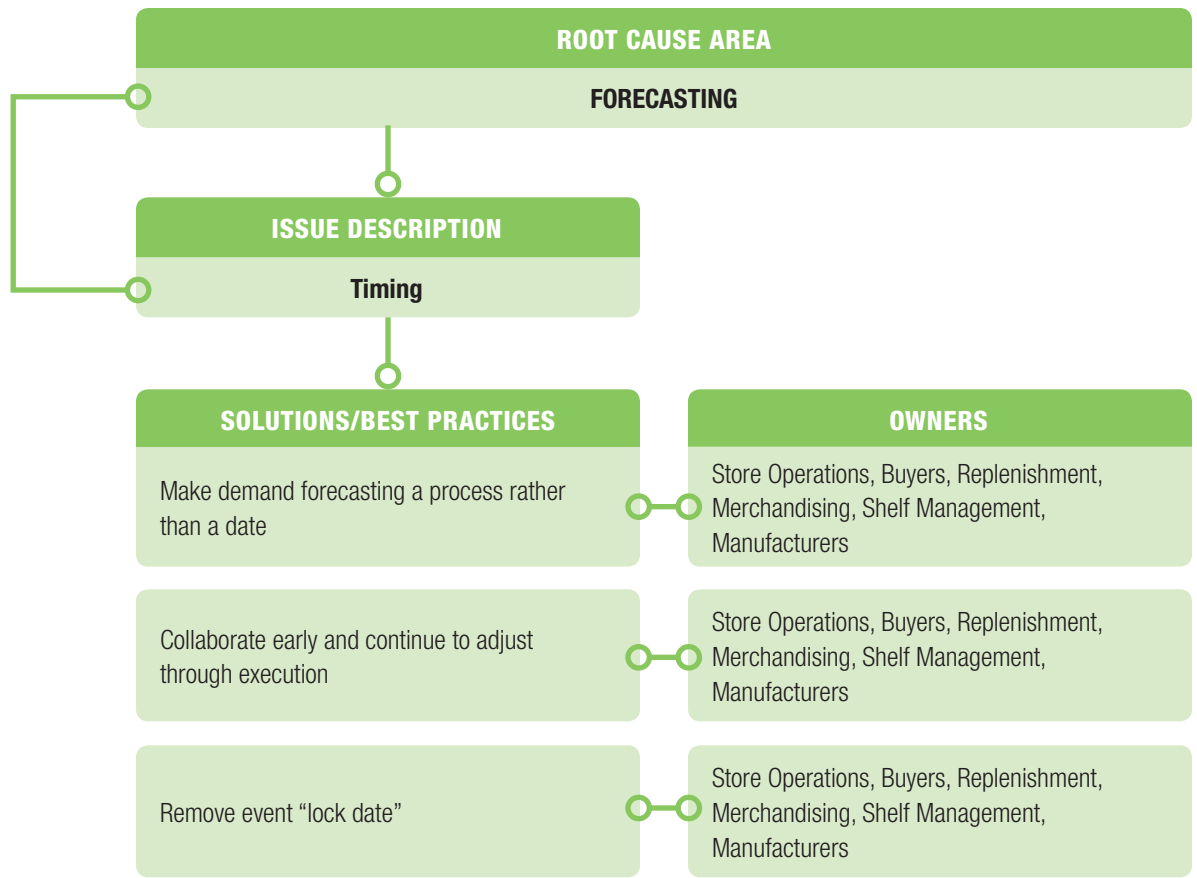 ROOT CAUSE AREA
FORECASTING
ISSUE DESCRIPTION
Timing
SOLUTIONS/BEST PRACTICES
OWNERS
Make demand forecasting a process rather
than a date
Store Operations, Buyers, Replenishment,
Merchandising, Shelf Management,
Manufacturers
Collaborate early and continue to adjust
through execution
Store Operations, Buyers, Replenishment,
Merchandising, Shelf Management,
Manufacturers
Remove event “lock date”
Store Operations, Buyers, Replenishment,
Merchandising, Shelf Management,
Manufacturers